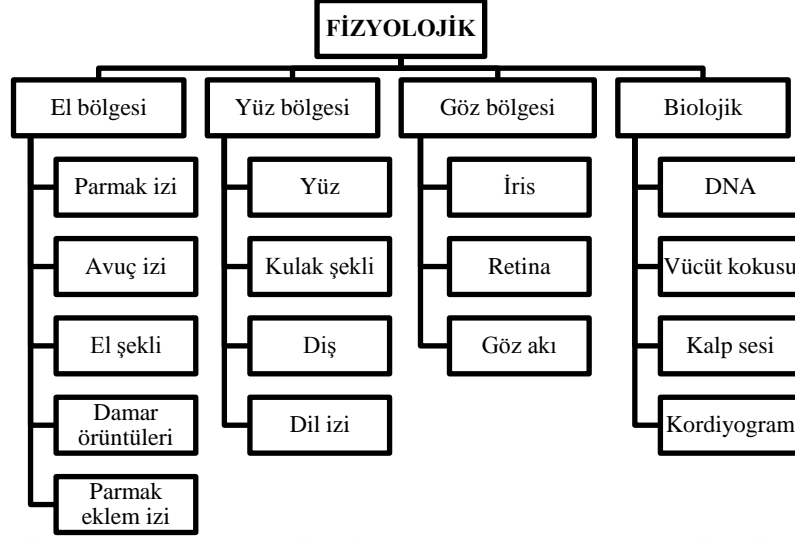 FİZYOLOJİK
El bölgesi
Parmak izi
Avuç izi
El şekli
Damar
örüntüleri
Parmak
eklem izi
Yüz bölgesi
Yüz
Kulak şekli
Diş
Dil izi
Göz bölgesi
İris
Retina
Göz akı
Biolojik
DNA
Vücüt kokusu
Kalp sesi
Kordiyogram